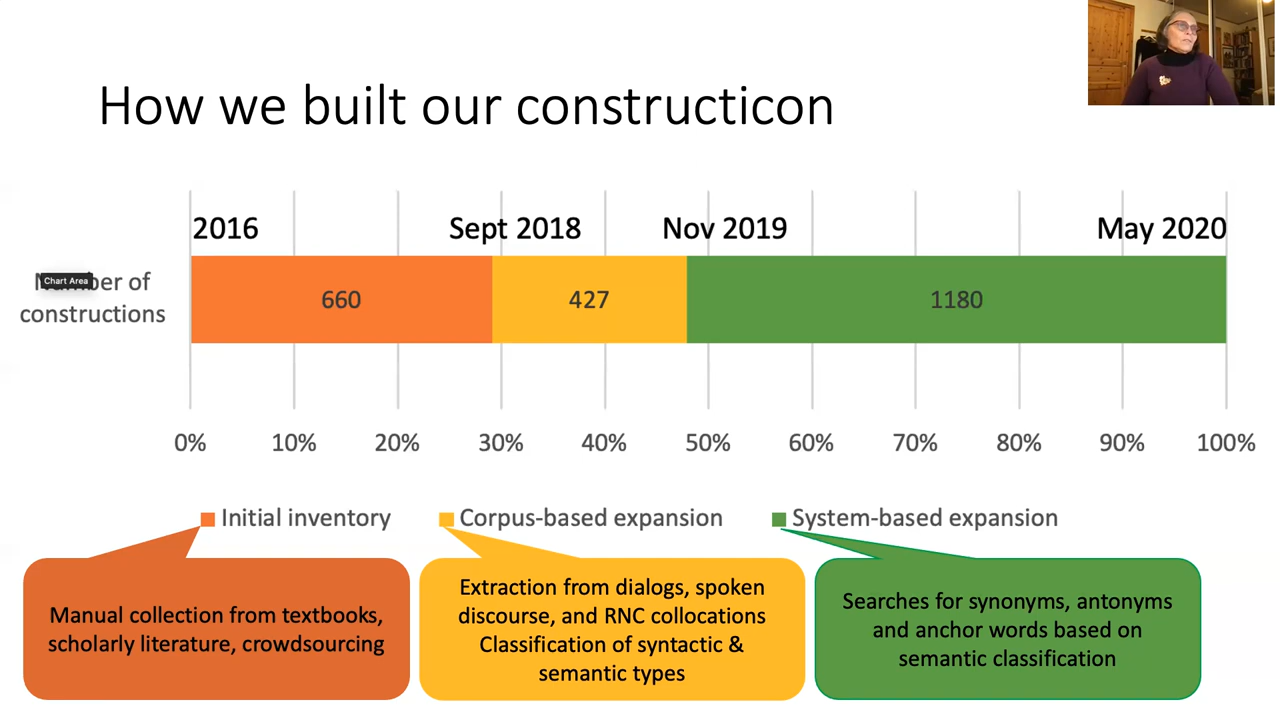 How we built our constructicon
2016
Sept 2018
Nov 2019
May 2020
Number of
constructions
Chart Area
660
427
1180
0%
10%
20%
30%
40%
50%
60%
70%
80%
90%
100%
Initial inventory
Corpus-based expansion
System-based expansion
Manual collection from textbooks,
scholarly literature, crowdsourcing
Extraction from dialogs, spoken
discourse, and RNC collocations
Classification of syntactic &
semantic types
Searches for synonyms, antonyms
and anchor words based on
semantic classification